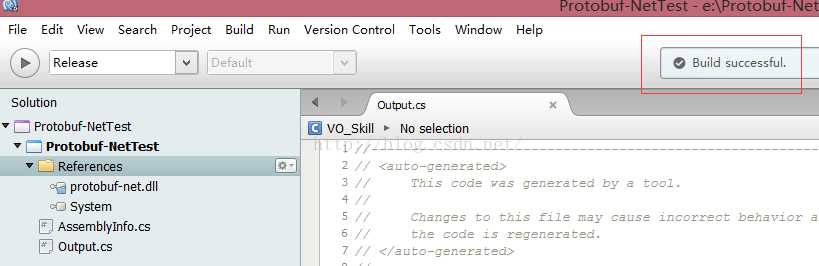 Protobuf-NetTest - e:\Protobuf-Net
File Edit View Search Project Build Run Version Control Tools Window Help
Release Default Build successful.
Solution
Output.cs
Protobuf-NetTest
VO_Skill No selection
Protobuf-NetTest
http://blog.csdn.net/
References
protobuf-net.dll
System
AssemblyInfo.cs
Output.cs
1 //------------------------------------------------------------
2 // <auto-generated>
3 // This code was generated by a tool.
4 //
5 // Changes to this file may cause incorrect behavior a
6 // the code is regenerated.
7 // </auto-generated>